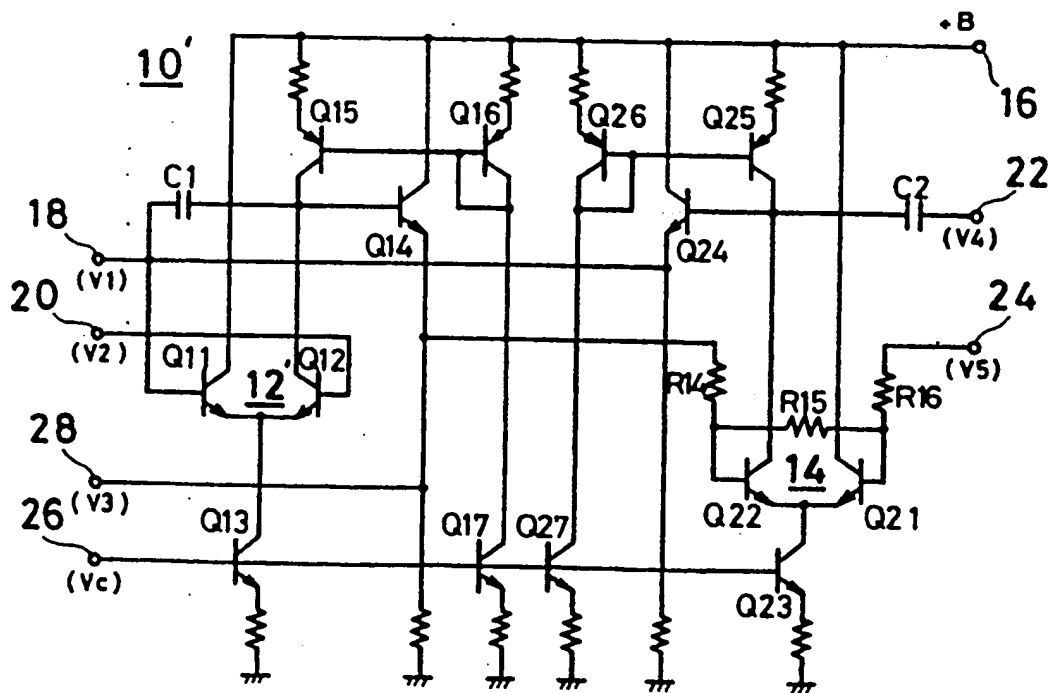 +B
10'
16
Q15
Q16
Q26
Q25
C1
C2
22
18
Q14
Q24
(V4)
(V1)
20
24
(V2)
Q11
12'
Q12
R14
R15
R16
(V5)
28
14
(V3)
Q22
Q21
26
Q13
Q17
Q27
(Vc)
Q23